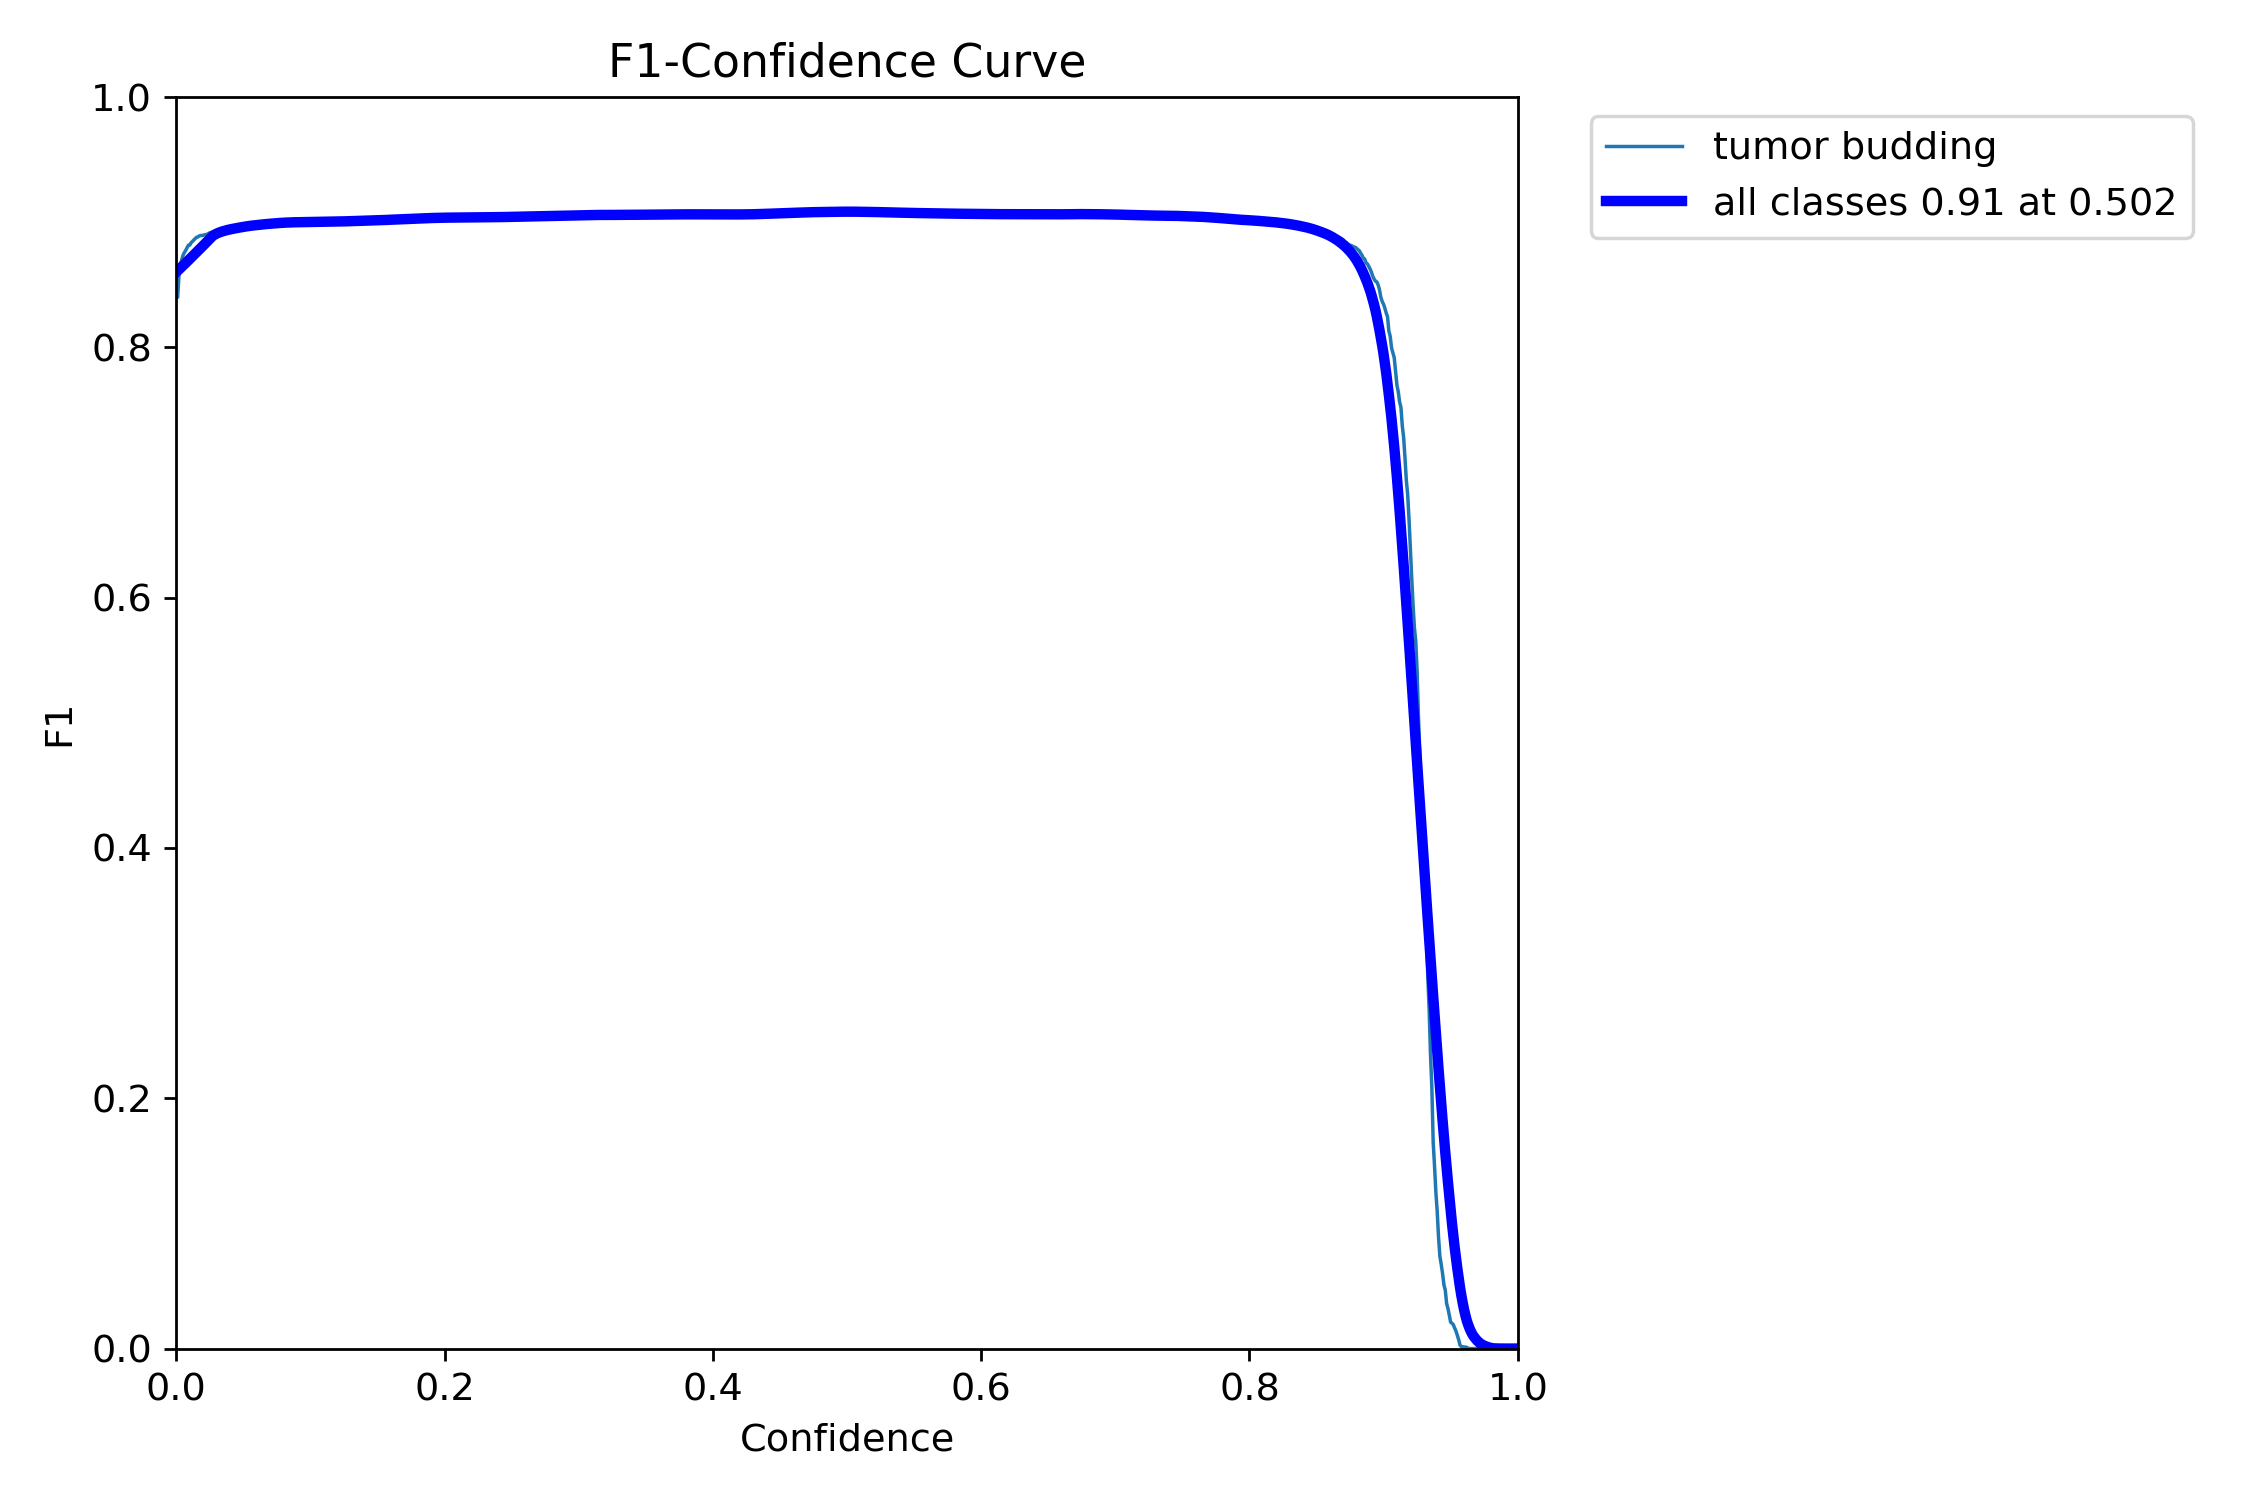 F1-Confidence Curve
tumor budding
all classes 0.91 at 0.502
1.0
0.8
0.6
0.4
0.2
0.0
F1
0.0 0.2 0.4 0.6 0.8 1.0
Confidence